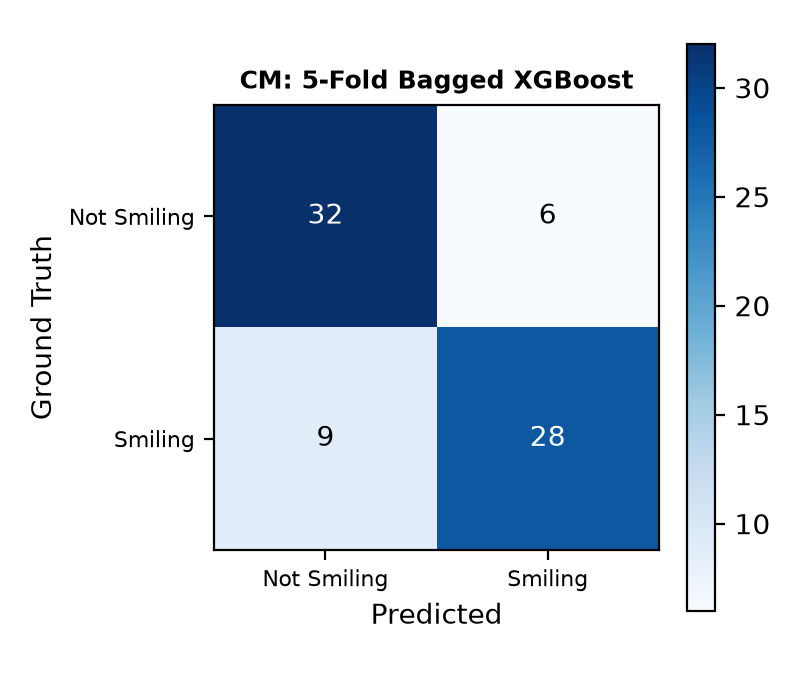 CM: 5-Fold Bagged XGBoost
30
Not Smiling
32
6
25
Ground Truth
20
15
Smiling
9
28
10
Not Smiling
Smiling
Predicted